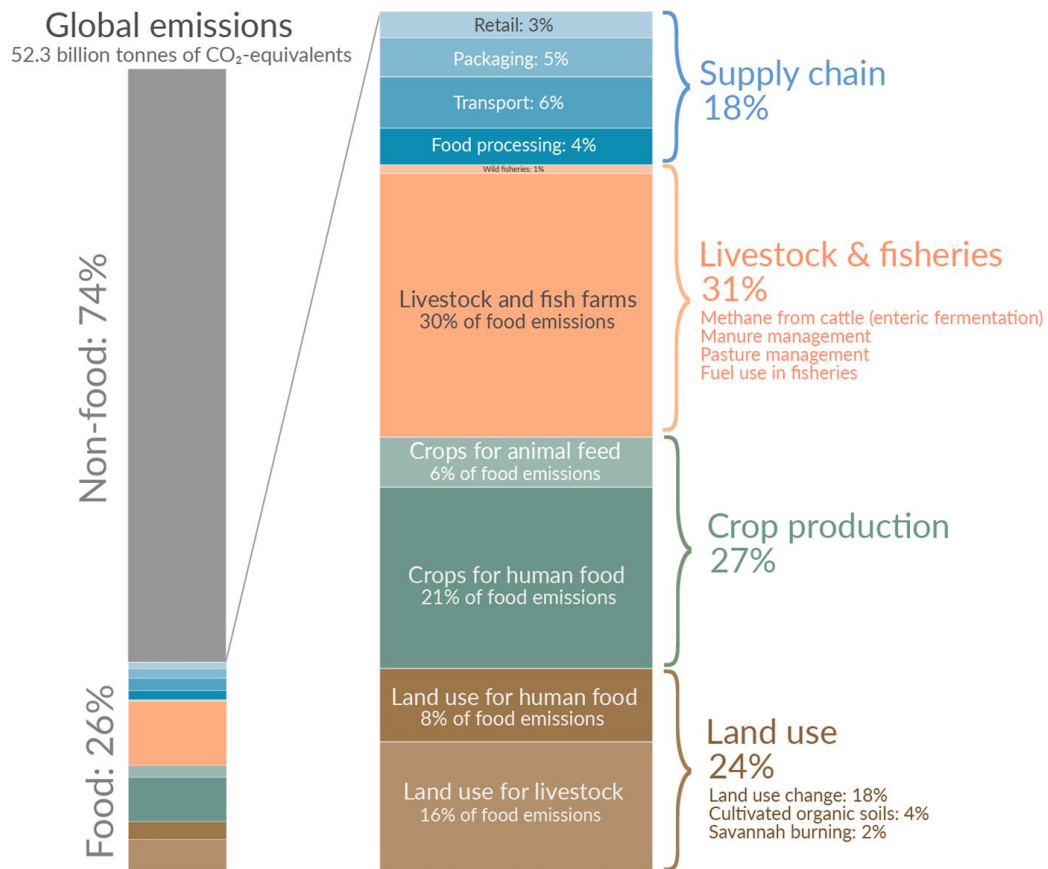 Global emissions
52.3 billion tonnes of CO₂-equivalents
Non-food: 74%
Food: 26%
Retail: 3%
Packaging: 5%
Transport: 6%
Food processing: 4%
Wild fisheries: 1%
Livestock and fish farms
30% of food emissions
Crops for animal feed
6% of food emissions
Crops for human food
21% of food emissions
Land use for human food
8% of food emissions
Land use for livestock
16% of food emissions
Supply chain
18%
Livestock & fisheries
31%
Methane from cattle (enteric fermentation)
Manure management
Pasture management
Fuel use in fisheries
Crop production
27%
Land use
24%
Land use change: 18%
Cultivated organic soils: 4%
Savannah burning: 2%